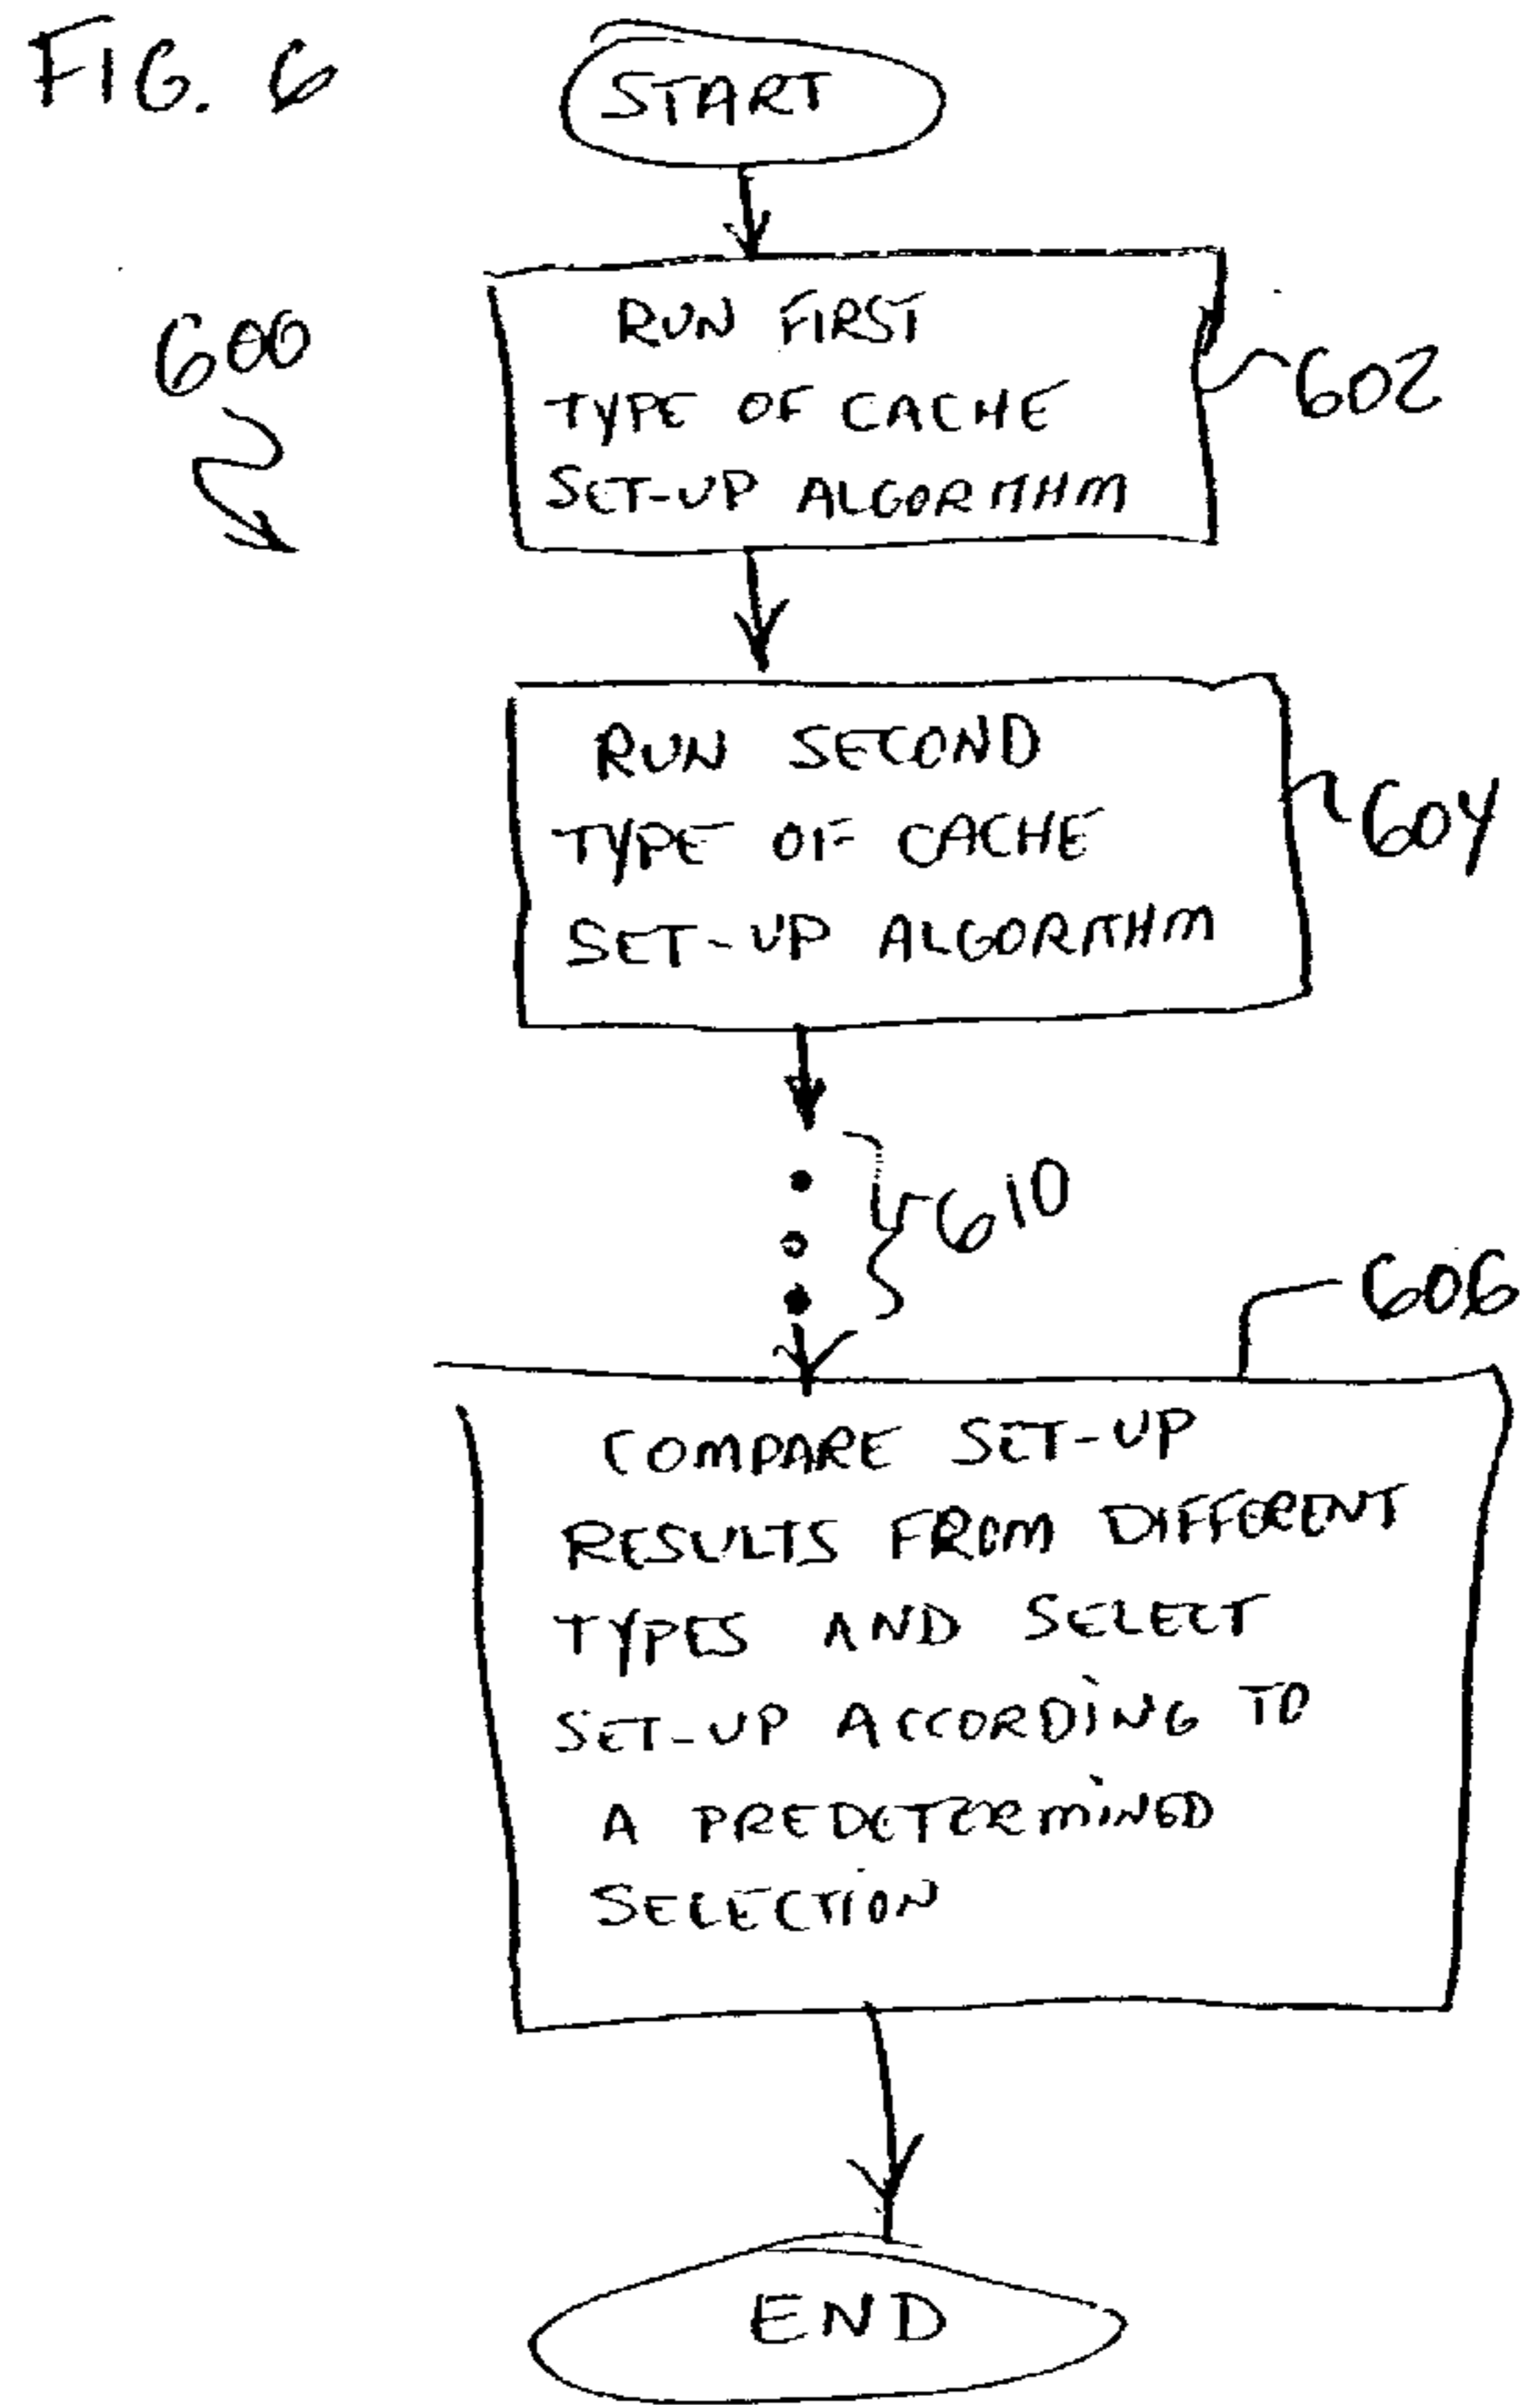 FIG. 6
START
600
RUN FIRST
TYPE OF CACHE
SET-UP ALGORITHM
602
RUN SECOND
TYPE OF CACHE
SET-UP ALGORITHM
604
610
606
COMPARE SET-UP
RESULTS FROM DIFFERENT
TYPES AND SELECT
SET-UP ACCORDING TO
A PREDETERMINED
SELECTION
END